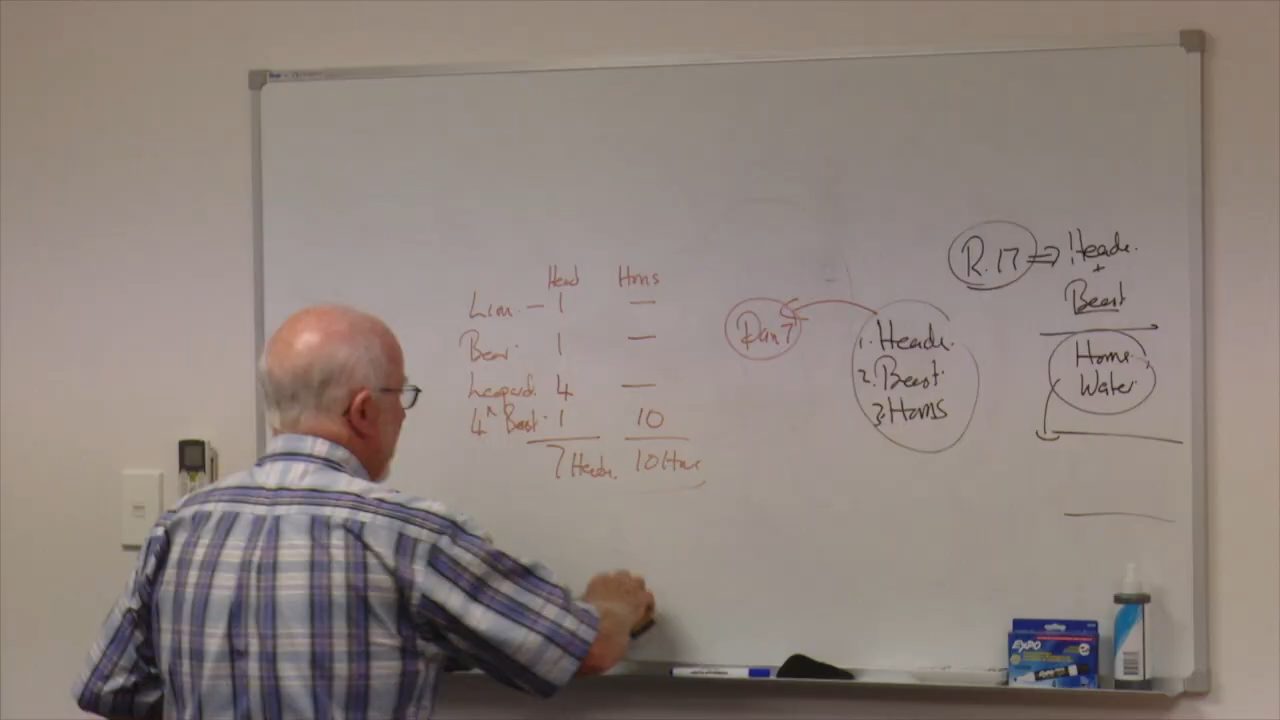 Head Horns
Lion. — 1 —
Bear. 1 —
Leopard. 4 —
4th Beast. 1 10
7 Heads. 10 Horns
Dan 7
1. Heads.
2. Beast.
3. Horns
R. 17 ⇒ Heads.
+
Beast
Horns,
Water
EXPO